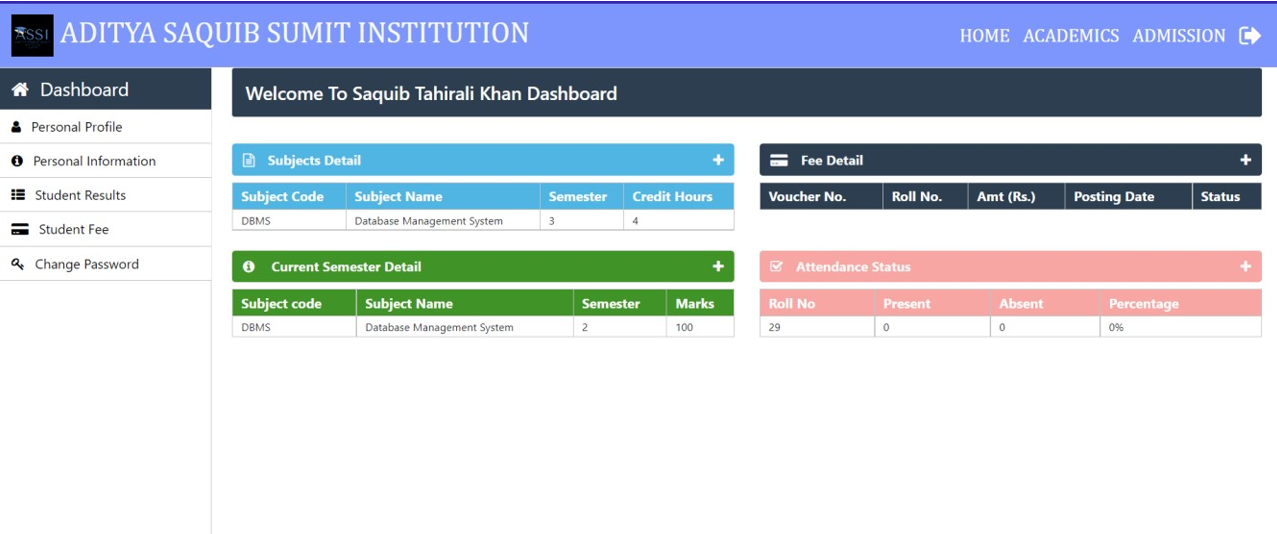 ASSI ADITYA SAQUIB SUMIT INSTITUTION HOME ACADEMICS ADMISSION
Dashboard
Personal Profile
Personal Information
Student Results
Student Fee
Change Password
Welcome To Saquib Tahirali Khan Dashboard
Subjects Detail
Subject Code Subject Name Semester Credit Hours
DBMS Database Management System 3 4
Fee Detail
Voucher No. Roll No. Amt (Rs.) Posting Date Status
Current Semester Detail
Subject code Subject Name Semester Marks
DBMS Database Management System 2 100
Attendance Status
Roll No Present Absent Percentage
29 0 0 0%